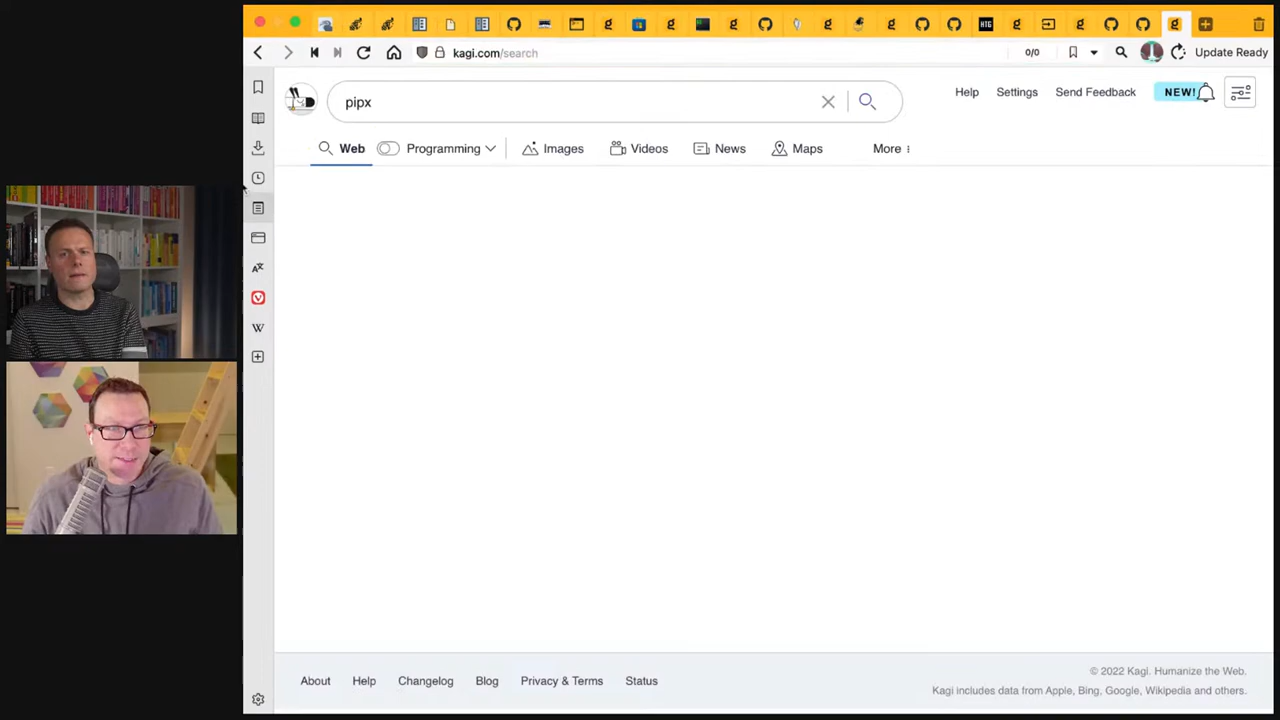 kagi.com/search
0/0
Update Ready
pipx
Help
Settings
Send Feedback
NEW!
Web
Programming
Images
Videos
News
Maps
More
© 2022 Kagi. Humanize the Web.
About
Help
Changelog
Blog
Privacy & Terms
Status
Kagi includes data from Apple, Bing, Google, Wikipedia and others.